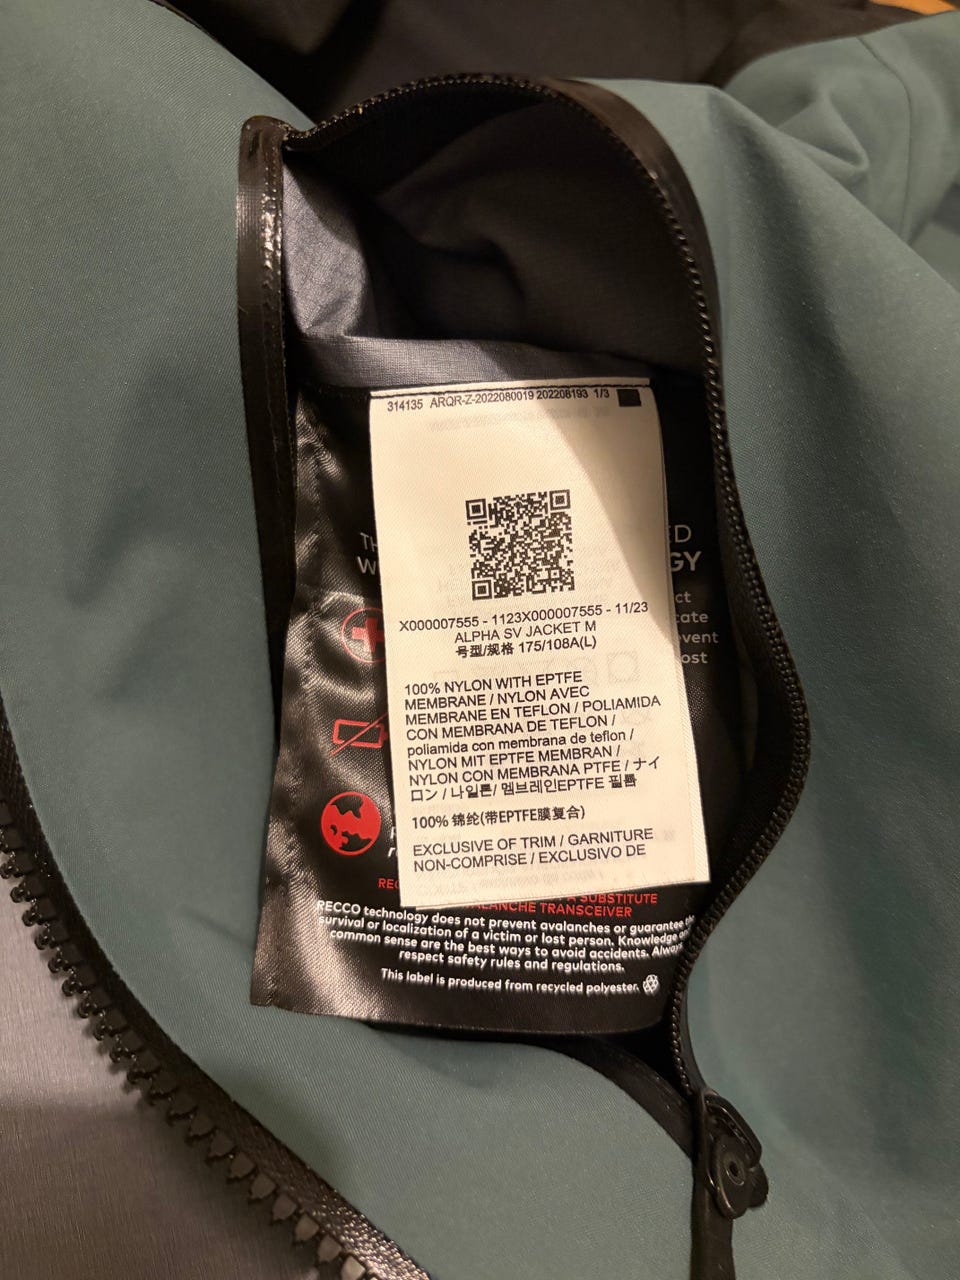 314135 ARQR-Z-2022080019 202208193 1/3
X000007555 - 1123X000007555 - 11/23
ALPHA SV JACKET M
号型/规格 175/108A(L)
100% NYLON WITH EPTFE
MEMBRANE / NYLON AVEC
MEMBRANE EN TEFLON / POLIAMIDA
CON MEMBRANA DE TEFLON /
poliamida con membrana de teflon /
NYLON MIT EPTFE MEMBRAN /
NYLON CON MEMBRANA PTFE / ナイ
ロン / 나일론/ 멤브레인EPTFE 필름
100% 锦纶(带EPTFE膜复合)
EXCLUSIVE OF TRIM / GARNITURE
NON-COMPRISE / EXCLUSIVO DE
A SUBSTITUTE
RECCO technology does not prevent avalanches or guarantee
survival or localization of a victim or lost person. Knowledge
common sense are the best ways to avoid accidents. Always
respect safety rules and regulations.
This label is produced from recycled polyester.